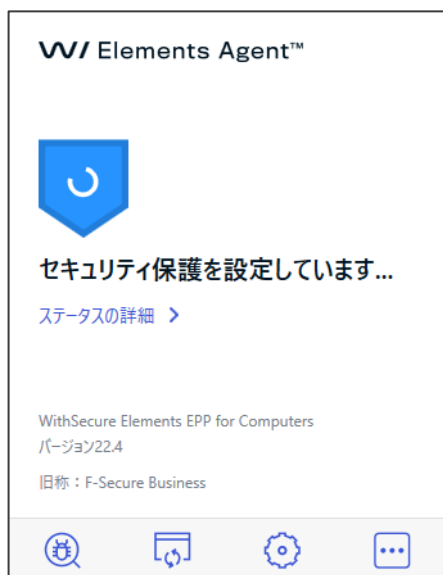 W/ Elements Agent™
セキュリティ保護を設定しています...
ステータスの詳細
WithSecure Elements EPP for Computers
バージョン22.4
旧称：F-Secure Business